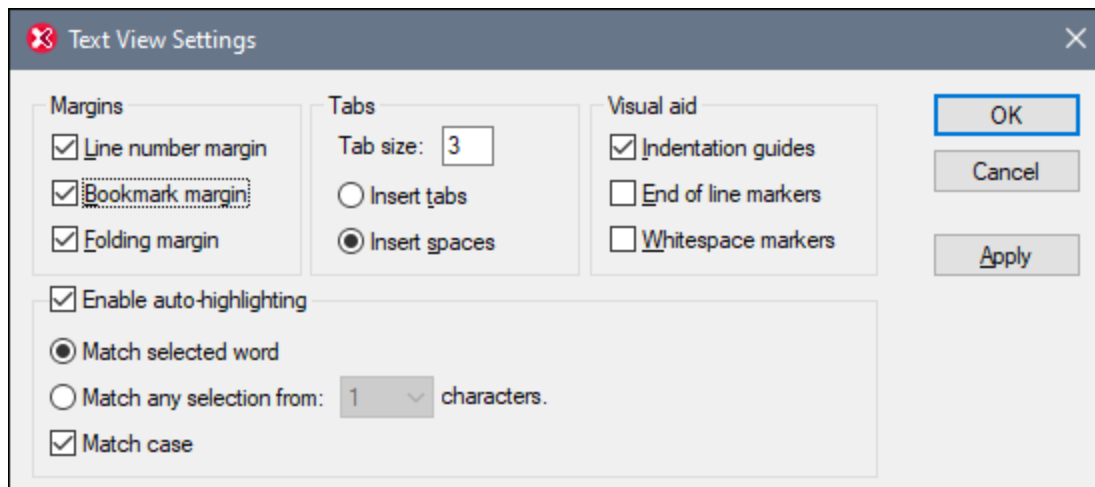 Text View Settings
Margins
Line number margin
Bookmark margin
Folding margin
Tabs
Tab size: 3
Insert tabs
Insert spaces
Visual aid
Indentation guides
End of line markers
Whitespace markers
OK
Cancel
Apply
Enable auto-highlighting
Match selected word
Match any selection from: 1 characters.
Match case